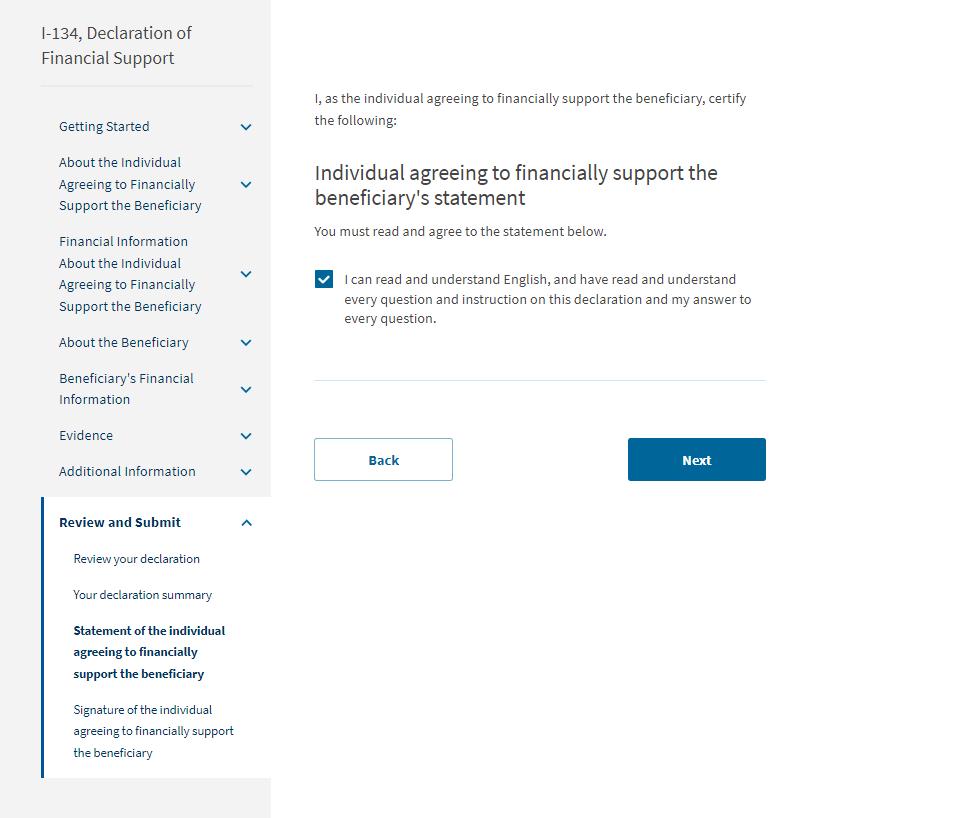 I-134, Declaration of
Financial Support
Getting Started
About the Individual
Agreeing to Financially
Support the Beneficiary
Financial Information
About the Individual
Agreeing to Financially
Support the Beneficiary
About the Beneficiary
Beneficiary's Financial
Information
Evidence
Additional Information
Review and Submit
Review your declaration
Your declaration summary
Statement of the individual
agreeing to financially
support the beneficiary
Signature of the individual
agreeing to financially support
the beneficiary
I, as the individual agreeing to financially support the beneficiary, certify
the following:
Individual agreeing to financially support the
beneficiary's statement
You must read and agree to the statement below.
I can read and understand English, and have read and understand
every question and instruction on this declaration and my answer to
every question.
Back
Next